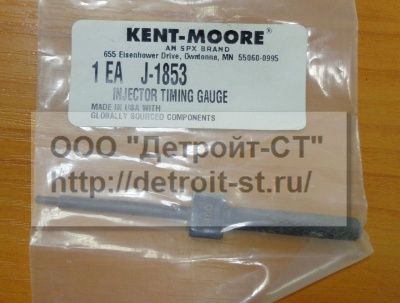 KENT-MOORE®
AN SPX BRAND
655 Eisenhower Drive, Owatonna, MN 55060-0995
1 EA J-1853
INJECTOR TIMING GAUGE
MADE IN USA WITH
GLOBALLY SOURCED COMPONENTS
ООО "Детройт-СТ"
http://detroit-st.ru/